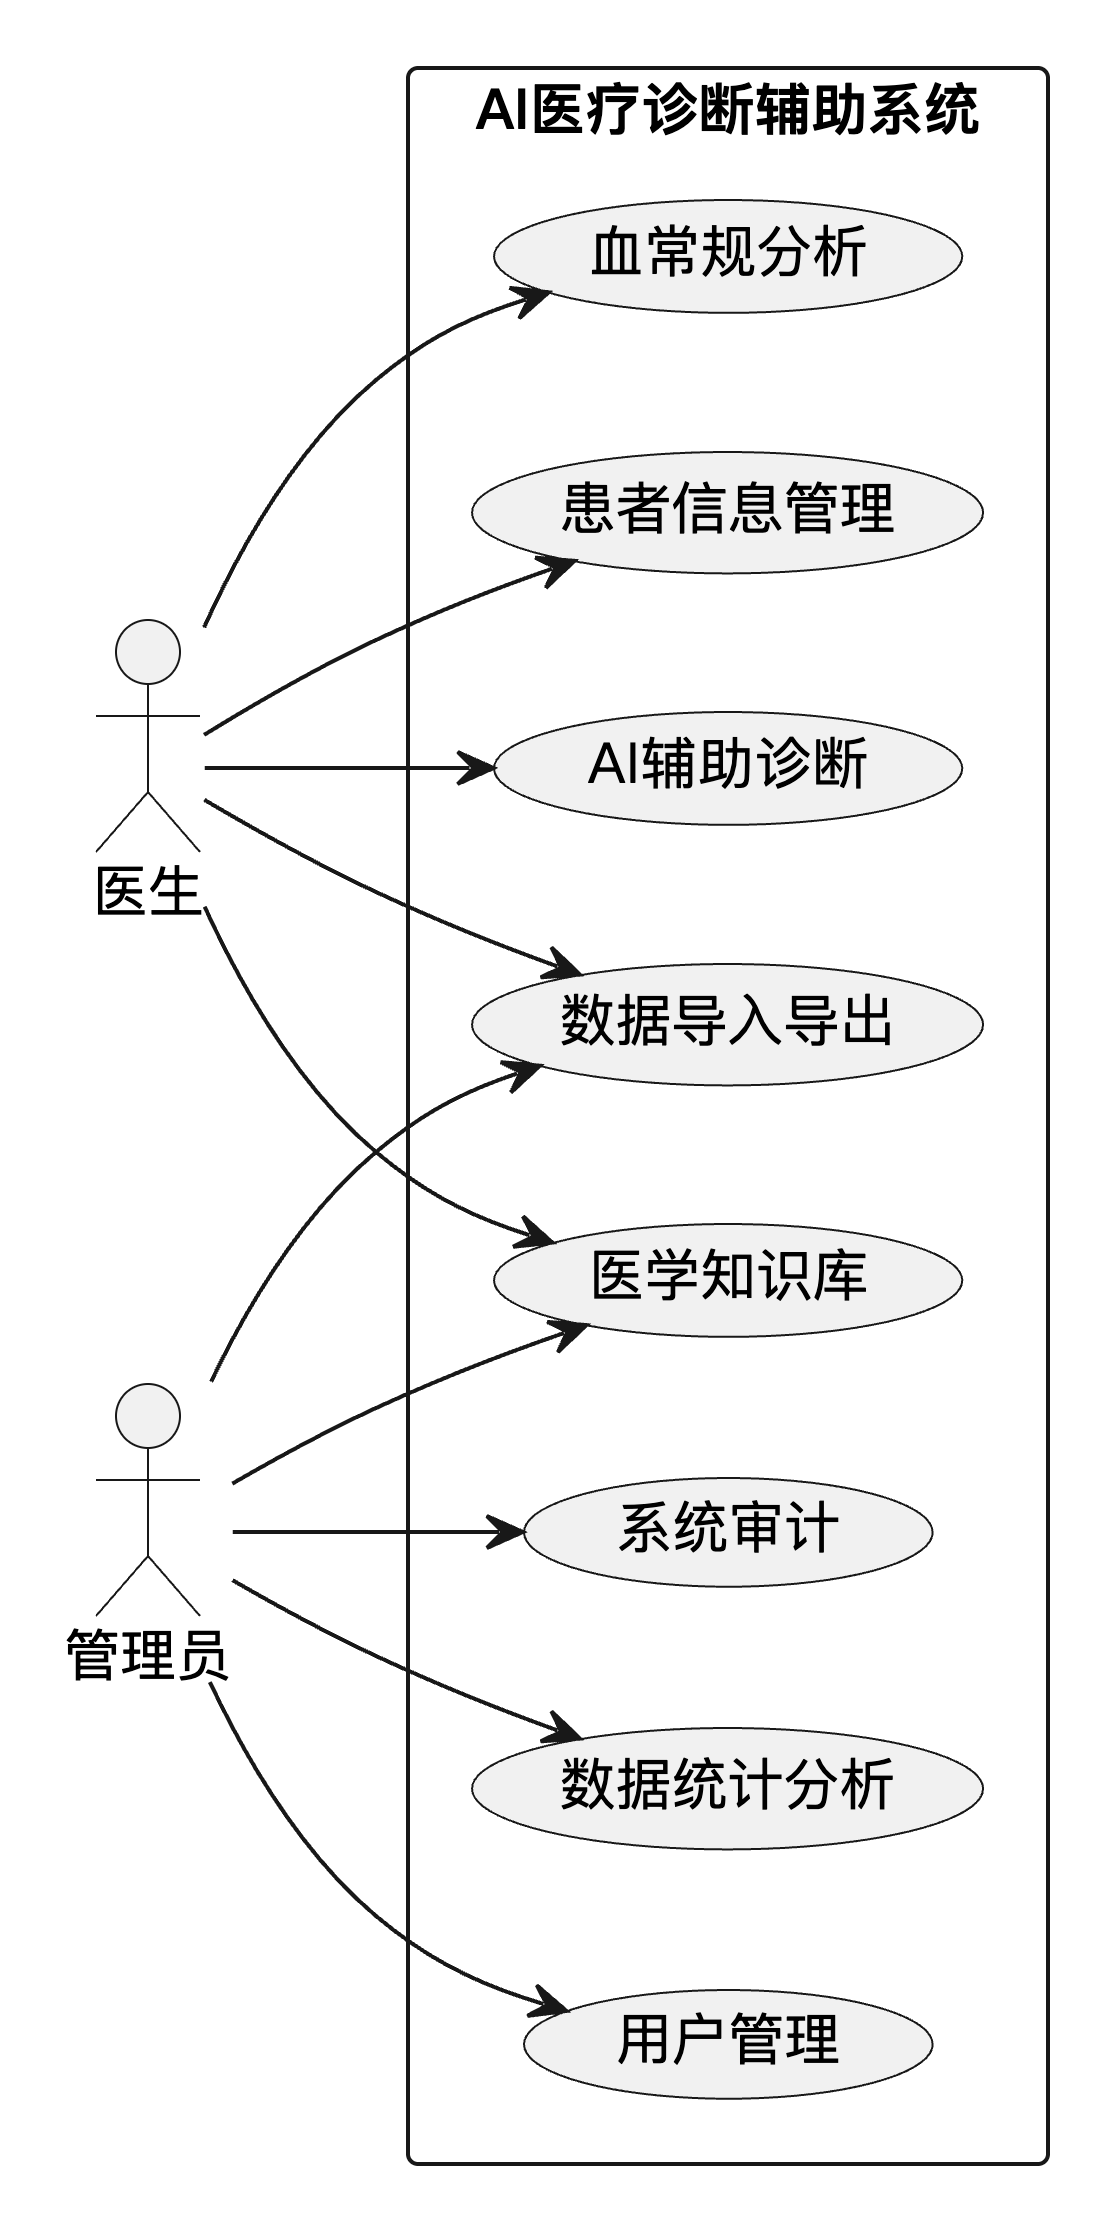 AI医疗诊断辅助系统
血常规分析
患者信息管理
AI辅助诊断
医生
数据导入导出
医学知识库
系统审计
管理员
数据统计分析
用户管理